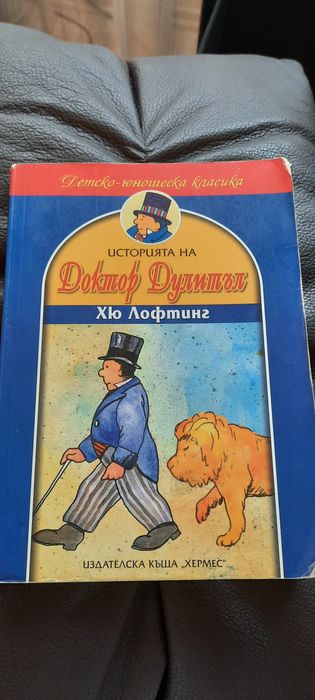 Детско-юношеска класика
ИСТОРИЯТА НА
Доктор Дулитъл
Хю Лофтинг
ИЗДАТЕЛСКА КЪЩА „ХЕРМЕС“